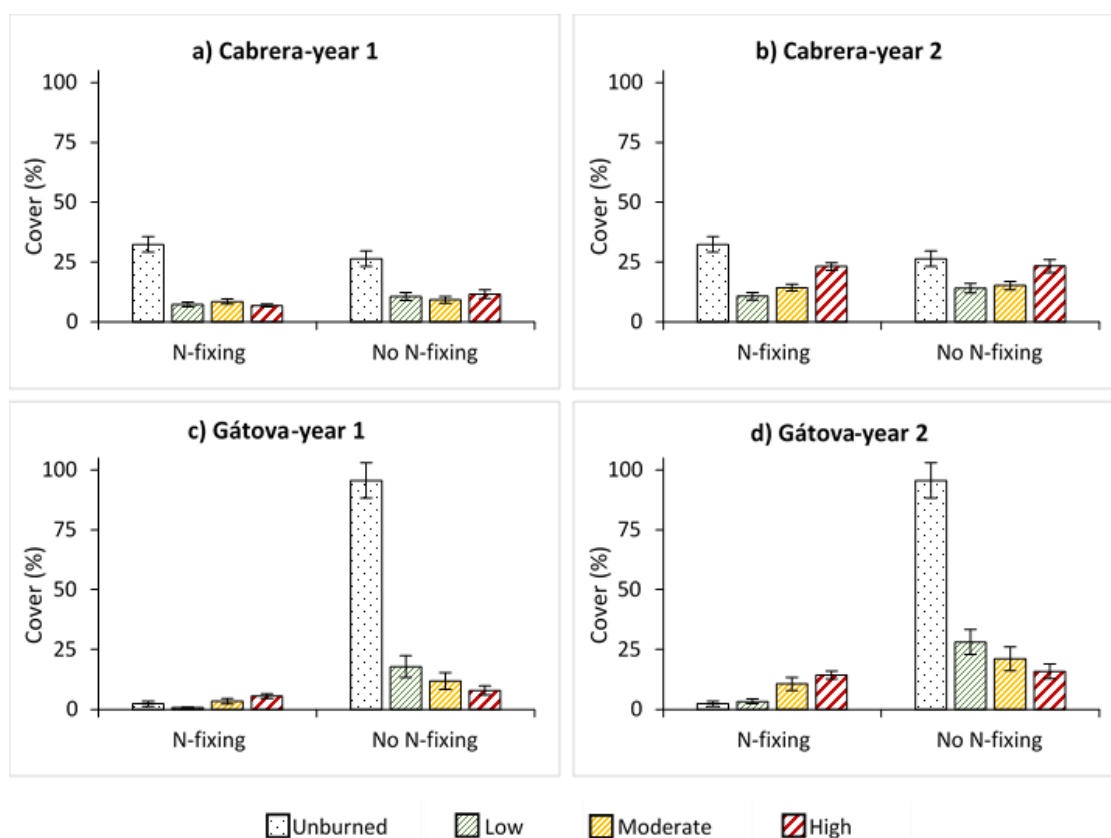 a) Cabrera-year 1
100
75
50
25
0
Cover (%)
N-fixing No N-fixing
b) Cabrera-year 2
100
75
50
25
0
Cover (%)
N-fixing No N-fixing
c) Gátova-year 1
100
75
50
25
0
Cover (%)
N-fixing No N-fixing
d) Gátova-year 2
100
75
50
25
0
Cover (%)
N-fixing No N-fixing
Unburned Low Moderate High